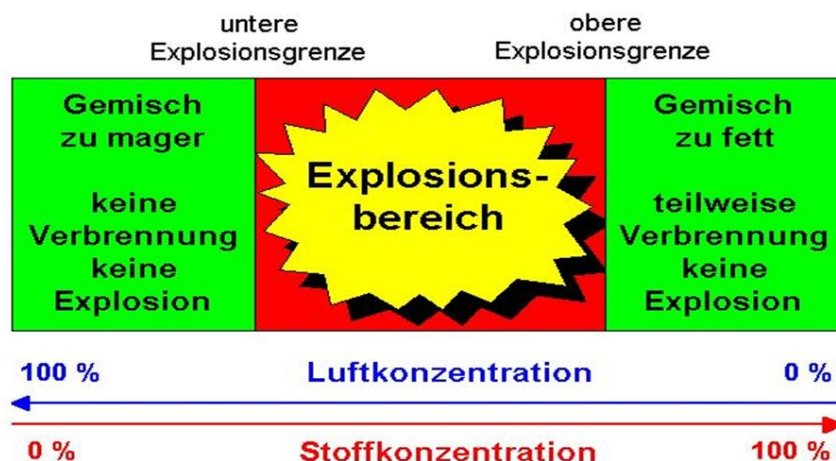 untere
Explosionsgrenze
obere
Explosionsgrenze
Gemisch
zu mager
keine
Verbrennung
keine
Explosion
Explosions-
bereich
Gemisch
zu fett
teilweise
Verbrennung
keine
Explosion
100 % Luftkonzentration 0 %
0 % Stoffkonzentration 100 %